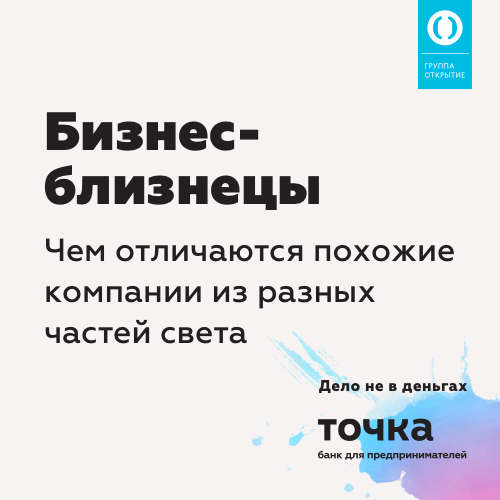 ГРУППА
ОТКРЫТИЕ
Бизнес-
близнецы
Чем отличаются похожие
компании из разных
частей света
Дело не в деньгах
точка
банк для предпринимателей